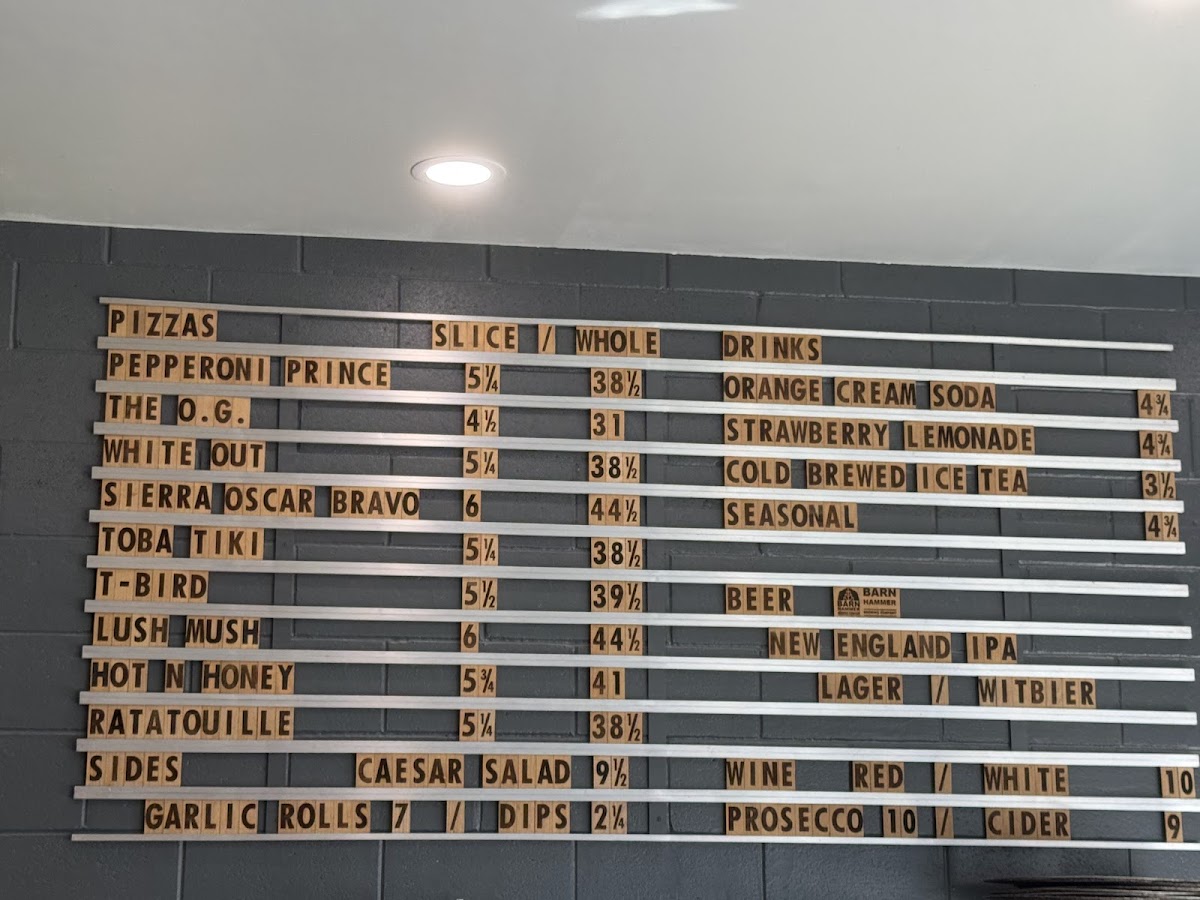 PIZZAS SLICE / WHOLE
PEPPERONI PRINCE 5¼ 38½
THE O.G. 4½ 31
WHITE OUT 5¼ 38½
SIERRA OSCAR BRAVO 6 44½
TOBA TIKI 5¼ 38½
T-BIRD 5½ 39½
LUSH MUSH 6 44½
HOT N HONEY 5¾ 41
RATATOUILLE 5¼ 38½
SIDES CAESAR SALAD 9½
GARLIC ROLLS 7 / DIPS 2¼
DRINKS
ORANGE CREAM SODA 4¾
STRAWBERRY LEMONADE 4¾
COLD BREWED ICE TEA 3½
SEASONAL 4¾
BEER BARN HAMMER BARN HAMMER
NEW ENGLAND IPA
LAGER / WITBIER
WINE RED / WHITE 10
PROSECCO 10 / CIDER 9